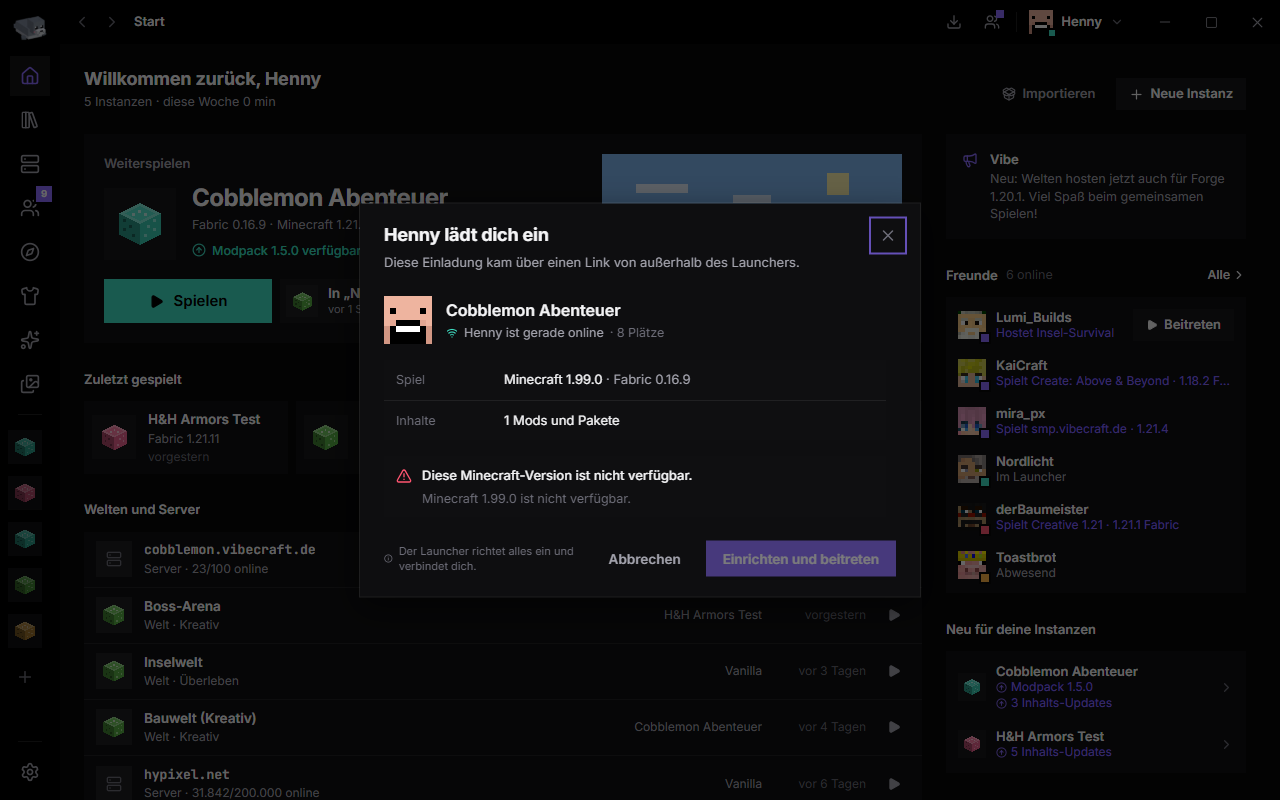 Start
Henny
Willkommen zurück, Henny
5 Instanzen · diese Woche 0 min
Importieren
Neue Instanz
9
Weiterspielen
Cobblemon Abenteuer
Fabric 0.16.9 · Minecraft 1.21.
Modpack 1.5.0 verfügbar
Spielen
In „N
vor 1 S
Vibe
Neu: Welten hosten jetzt auch für Forge
1.20.1. Viel Spaß beim gemeinsamen
Spielen!
Henny lädt dich ein
Diese Einladung kam über einen Link von außerhalb des Launchers.
Cobblemon Abenteuer
Henny ist gerade online · 8 Plätze
Spiel
Minecraft 1.99.0 · Fabric 0.16.9
Inhalte
1 Mods und Pakete
Diese Minecraft-Version ist nicht verfügbar.
Minecraft 1.99.0 ist nicht verfügbar.
Der Launcher richtet alles ein und
verbindet dich.
Abbrechen
Einrichten und beitreten
Freunde 6 online
Alle
Lumi_Builds
Hostet Insel-Survival
Beitreten
KaiCraft
Spielt Create: Above & Beyond · 1.18.2 F...
mira_px
Spielt smp.vibecraft.de · 1.21.4
Nordlicht
Im Launcher
derBaumeister
Spielt Creative 1.21 · 1.21.1 Fabric
Toastbrot
Abwesend
Zuletzt gespielt
H&H Armors Test
Fabric 1.21.11
vorgestern
Welten und Server
cobblemon.vibecraft.de
Server · 23/100 online
Boss-Arena
Welt · Kreativ
H&H Armors Test
vorgestern
Inselwelt
Welt · Überleben
Vanilla
vor 3 Tagen
Bauwelt (Kreativ)
Welt · Kreativ
Cobblemon Abenteuer
vor 4 Tagen
hypixel.net
Server · 31.842/200.000 online
Vanilla
vor 6 Tagen
Neu für deine Instanzen
Cobblemon Abenteuer
Modpack 1.5.0
3 Inhalts-Updates
H&H Armors Test
5 Inhalts-Updates